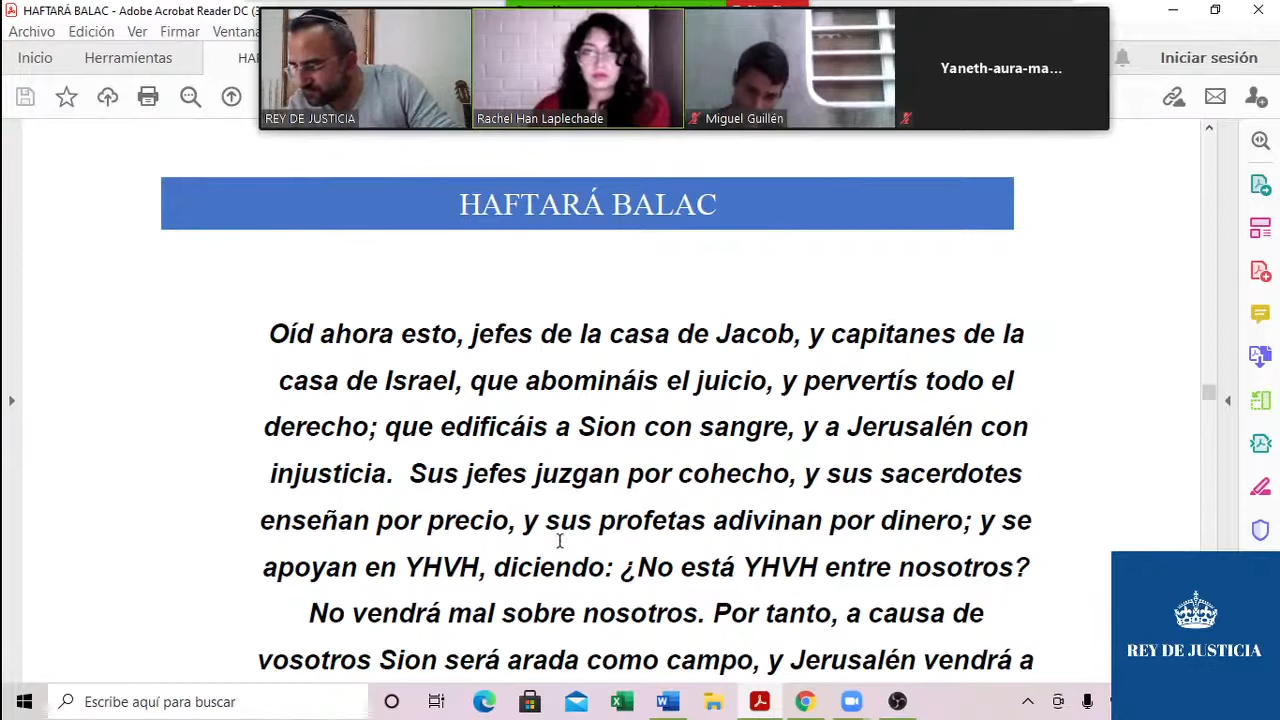 HAFTARÁ BALAC - Adobe Acrobat Reader DC (
Archivo Edición Ver Firmar Ventana
Inicio Herramientas HA Iniciar sesión
REY DE JUSTICIA
Rachel Han Laplechade
Miguel Guillén
Yaneth-aura-ma...
HAFTARÁ BALAC
Oíd ahora esto, jefes de la casa de Jacob, y capitanes de la
casa de Israel, que abomináis el juicio, y pervertís todo el
derecho; que edificáis a Sion con sangre, y a Jerusalén con
injusticia. Sus jefes juzgan por cohecho, y sus sacerdotes
enseñan por precio, y sus profetas adivinan por dinero; y se
apoyan en YHVH, diciendo: ¿No está YHVH entre nosotros?
No vendrá mal sobre nosotros. Por tanto, a causa de
vosotros Sion será arada como campo, y Jerusalén vendrá a
REY DE JUSTICIA
Escribe aquí para buscar